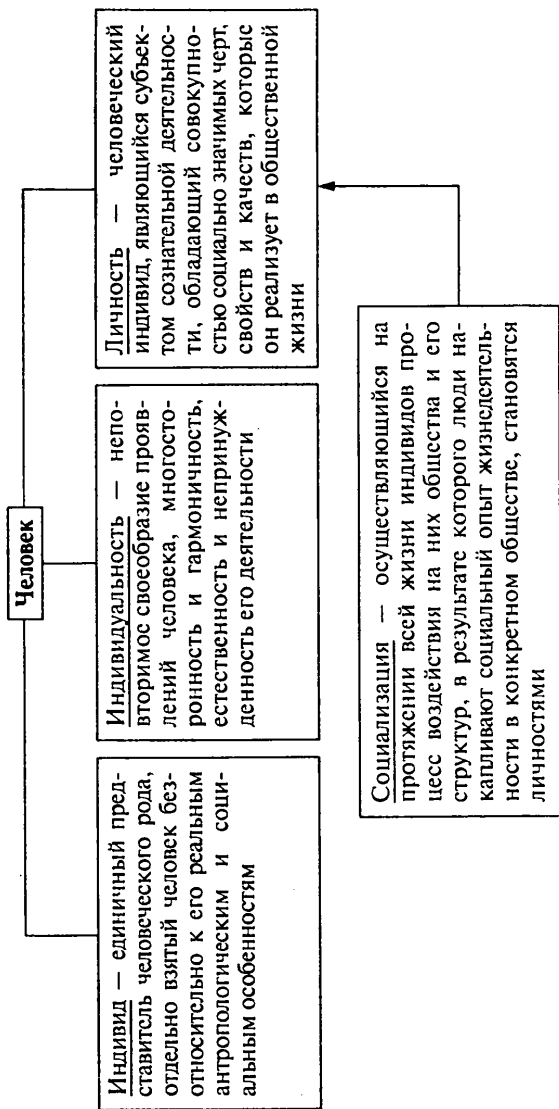 Человек
Индивид — единичный пред-
ставитель человеческого рода,
отдельно взятый человек без-
относительно к его реальным
антропологическим и соци-
альным особенностям
Индивидуальность — непо-
вторимое своеобразие прояв-
лений человека, многосто-
ронность и гармоничность,
естественность и непринуж-
денность его деятельности
Личность — человеческий
индивид, являющийся субъек-
том сознательной деятельнос-
ти, обладающий совокупно-
стью социально значимых черт,
свойств и качеств, которые
он реализует в общественной
жизни
Социализация — осуществляющийся на
протяжении всей жизни индивидов про-
цесс воздействия на них общества и его
структур, в результате которого люди на-
капливают социальный опыт жизнедеятель-
ности в конкретном обществе, становятся
личностями